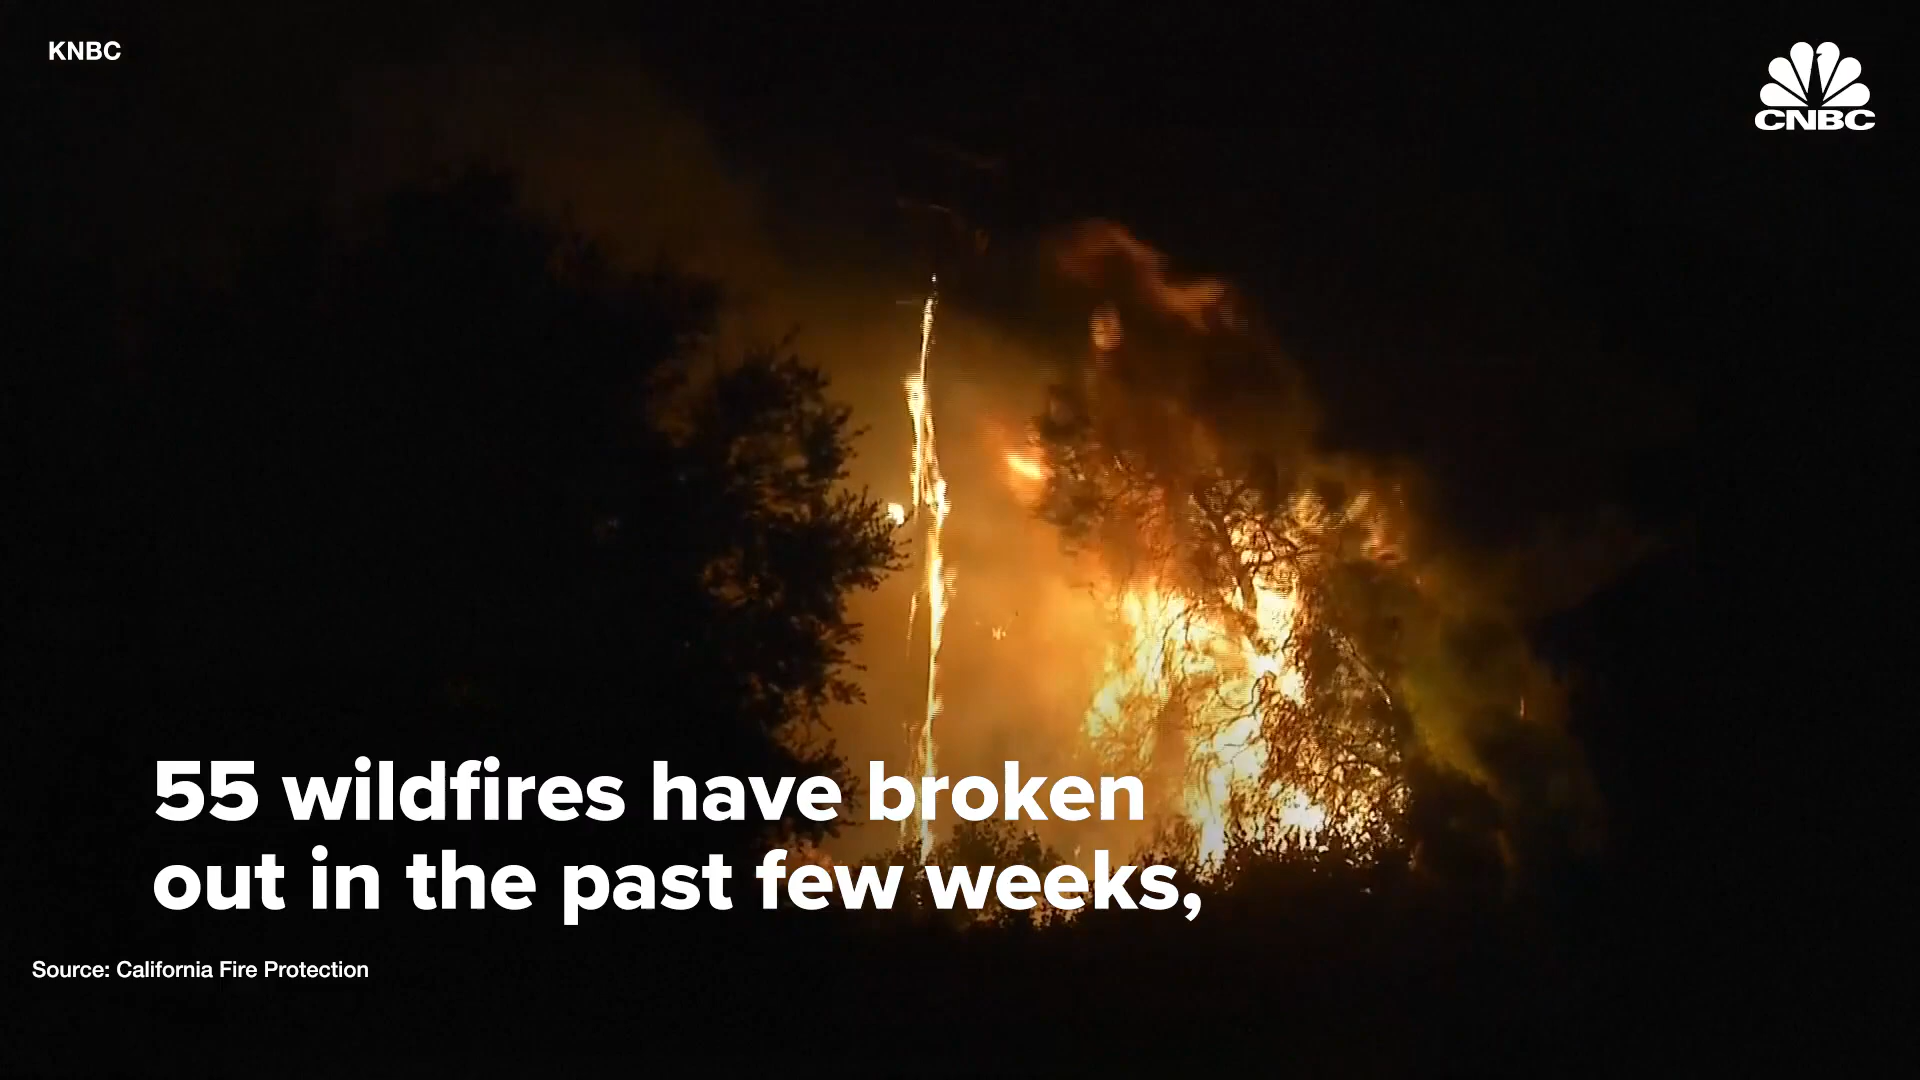 KNBC
CNBC
55 wildfires have broken
out in the past few weeks,
Source: California Fire Protection